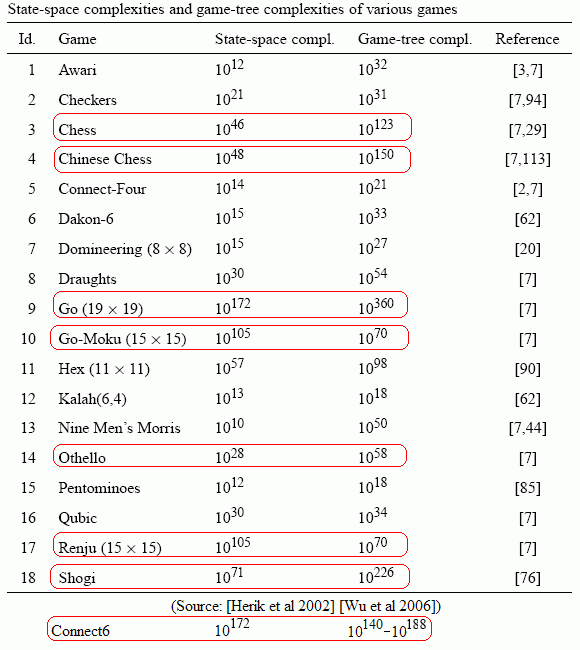 State-space complexities and game-tree complexities of various games
Id. Game State-space compl. Game-tree compl. Reference
1 Awari 10^12 10^32 [3,7]
2 Checkers 10^21 10^31 [7,94]
3 Chess 10^46 10^123 [7,29]
4 Chinese Chess 10^48 10^150 [7,113]
5 Connect-Four 10^14 10^21 [2,7]
6 Dakon-6 10^15 10^33 [62]
7 Domineering (8 × 8) 10^15 10^27 [20]
8 Draughts 10^30 10^54 [7]
9 Go (19 × 19) 10^172 10^360 [7]
10 Go-Moku (15 × 15) 10^105 10^70 [7]
11 Hex (11 × 11) 10^57 10^98 [90]
12 Kalah(6,4) 10^13 10^18 [62]
13 Nine Men's Morris 10^10 10^50 [7,44]
14 Othello 10^28 10^58 [7]
15 Pentominoes 10^12 10^18 [85]
16 Qubic 10^30 10^34 [7]
17 Renju (15 × 15) 10^105 10^70 [7]
18 Shogi 10^71 10^226 [76]
(Source: [Herik et al 2002] [Wu et al 2006])
Connect6 10^172 10^140–10^188